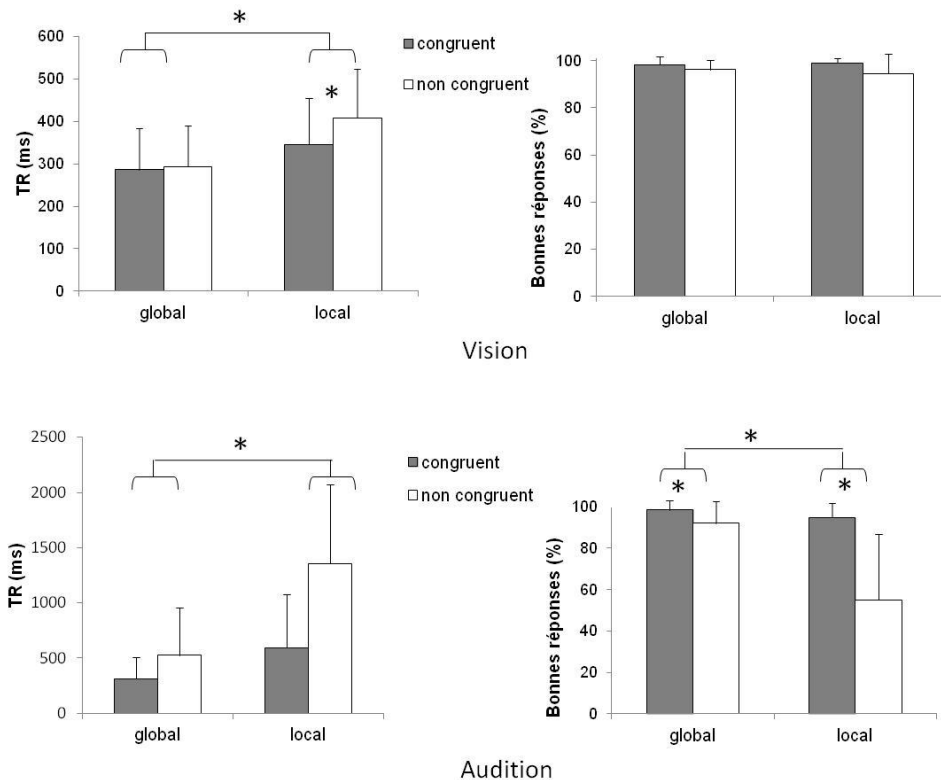 *
600
500
400
300
200
100
0
TR (ms)
*
congruent
non congruent
global local
100
80
60
40
20
0
Bonnes réponses (%)
global local
Vision
2500
2000
1500
1000
500
0
TR (ms)
*
congruent
non congruent
global local
*
* *
100
80
60
40
20
0
Bonnes réponses (%)
global local
Audition